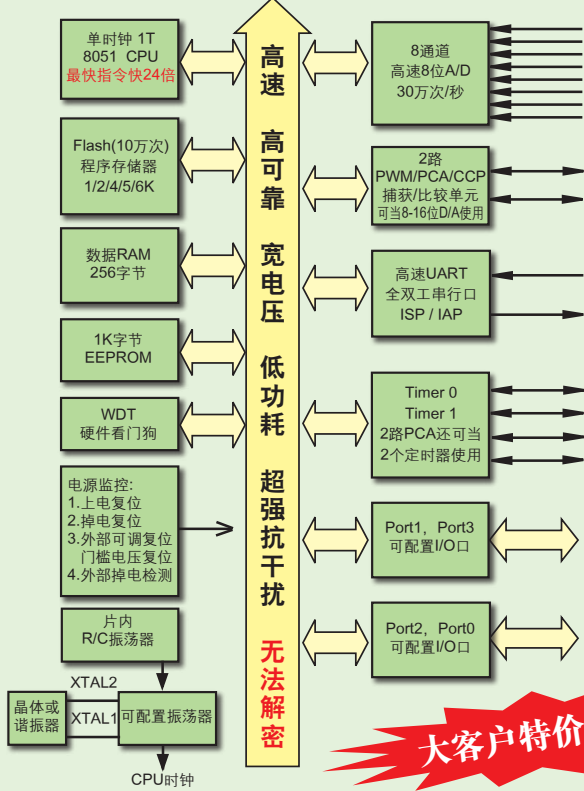 单时钟 1T
8051 CPU
最快指令快24倍
Flash(10万次)
程序存储器
1/2/4/5/6K
数据RAM
256字节
1K字节
EEPROM
WDT
硬件看门狗
电源监控:
1.上电复位
2.掉电复位
3.外部可调复位
门槛电压复位
4.外部掉电检测
片内
R/C振荡器
XTAL2
晶体或
谐振器
XTAL1
可配置振荡器
CPU时钟
高速 高可靠 宽电压 低功耗 超强抗干扰 无法解密
8通道
高速8位A/D
30万次/秒
2路
PWM/PCA/CCP
捕获/比较单元
可当8-16位D/A使用
高速UART
全双工串行口
ISP / IAP
Timer 0
Timer 1
2路PCA还可当
2个定时器使用
Port1，Port3
可配置I/O口
Port2，Port0
可配置I/O口
大客户特价